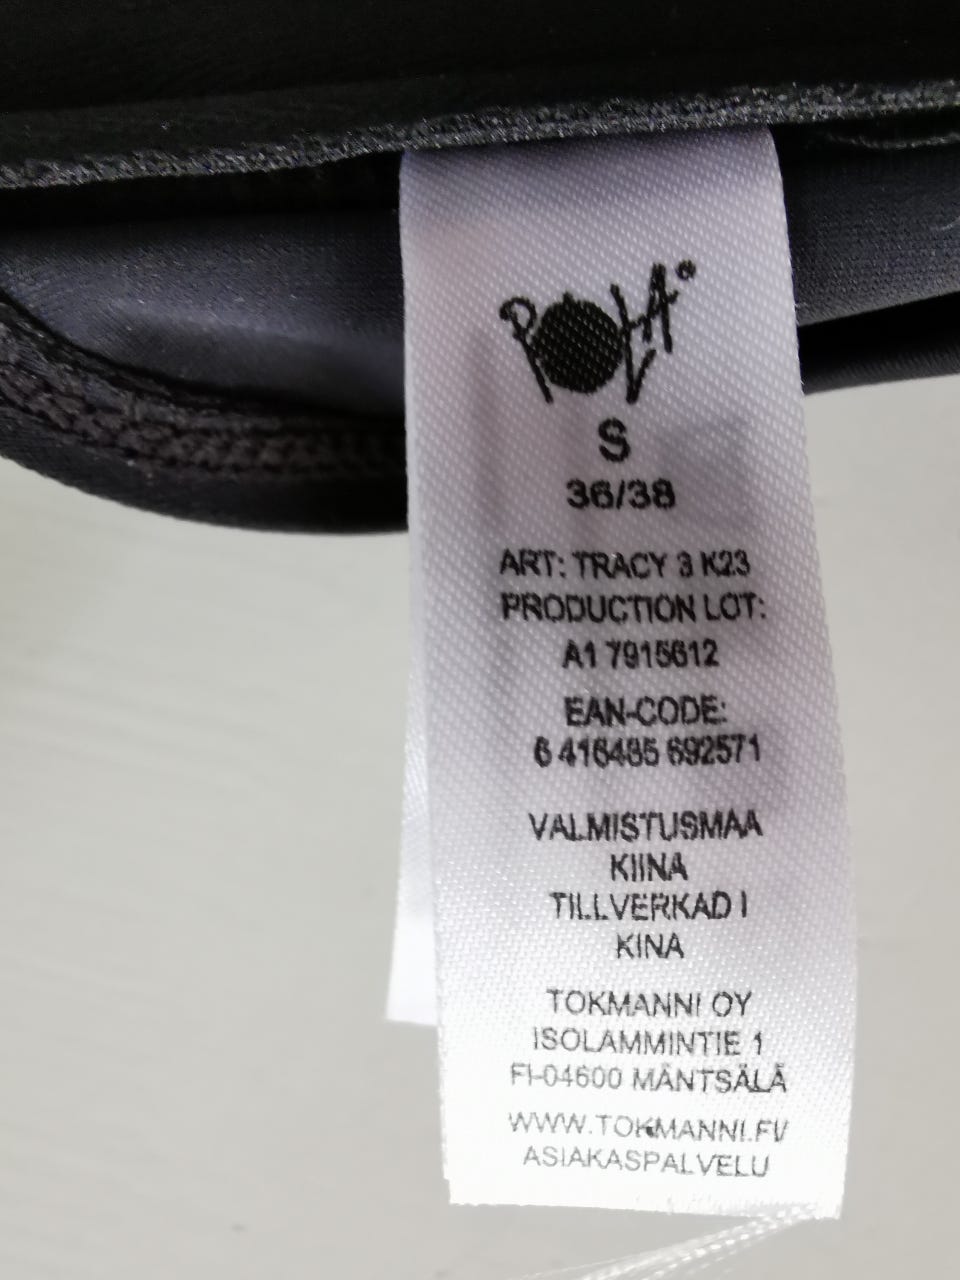 POLA
S
36/38
ART: TRACY 3 K23
PRODUCTION LOT:
A1 7915612
EAN-CODE:
6 416485 692571
VALMISTUSMAA
KIINA
TILLVERKAD I
KINA
TOKMANNI OY
ISOLAMMINTIE 1
FI-04600 MÄNTSÄLÄ
WWW.TOKMANNI.FI/
ASIAKASPALVELU